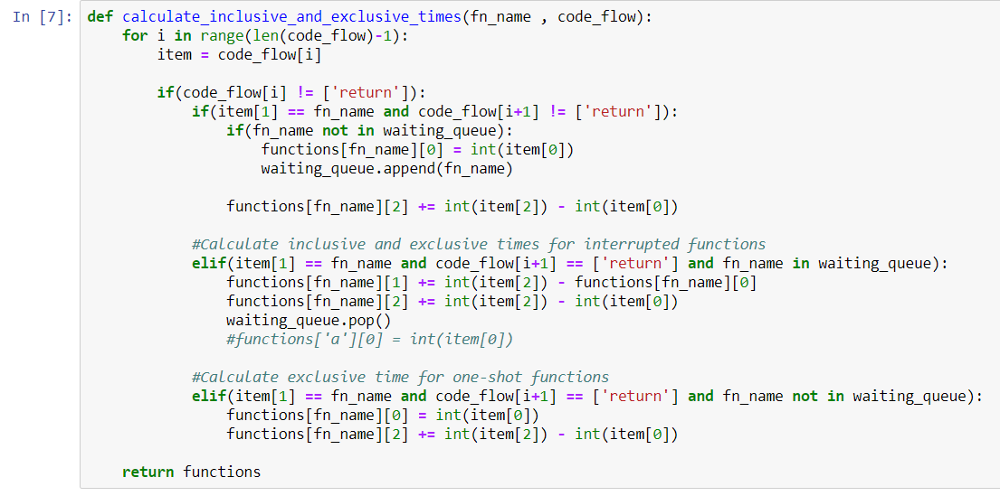 In [7]: def calculate_inclusive_and_exclusive_times(fn_name , code_flow):
    for i in range(len(code_flow)-1):
        item = code_flow[i]

        if(code_flow[i] != ['return']):
            if(item[1] == fn_name and code_flow[i+1] != ['return']):
                if(fn_name not in waiting_queue):
                    functions[fn_name][0] = int(item[0])
                    waiting_queue.append(fn_name)

                functions[fn_name][2] += int(item[2]) - int(item[0])

            #Calculate inclusive and exclusive times for interrupted functions
            elif(item[1] == fn_name and code_flow[i+1] == ['return'] and fn_name in waiting_queue):
                functions[fn_name][1] += int(item[2]) - functions[fn_name][0]
                functions[fn_name][2] += int(item[2]) - int(item[0])
                waiting_queue.pop()
                #functions['a'][0] = int(item[0])

            #Calculate exclusive time for one-shot functions
            elif(item[1] == fn_name and code_flow[i+1] == ['return'] and fn_name not in waiting_queue):
                functions[fn_name][0] = int(item[0])
                functions[fn_name][2] += int(item[2]) - int(item[0])

    return functions